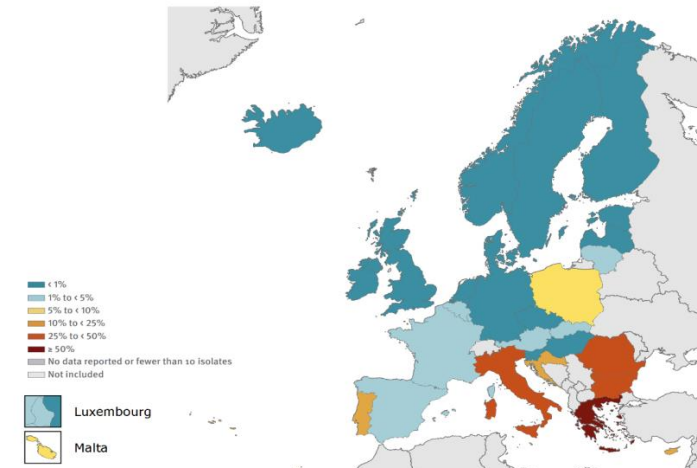 < 1%
1% to < 5%
5% to < 10%
10% to < 25%
25% to < 50%
≥ 50%
No data reported or fewer than 10 isolates
Not included
Luxembourg
Malta